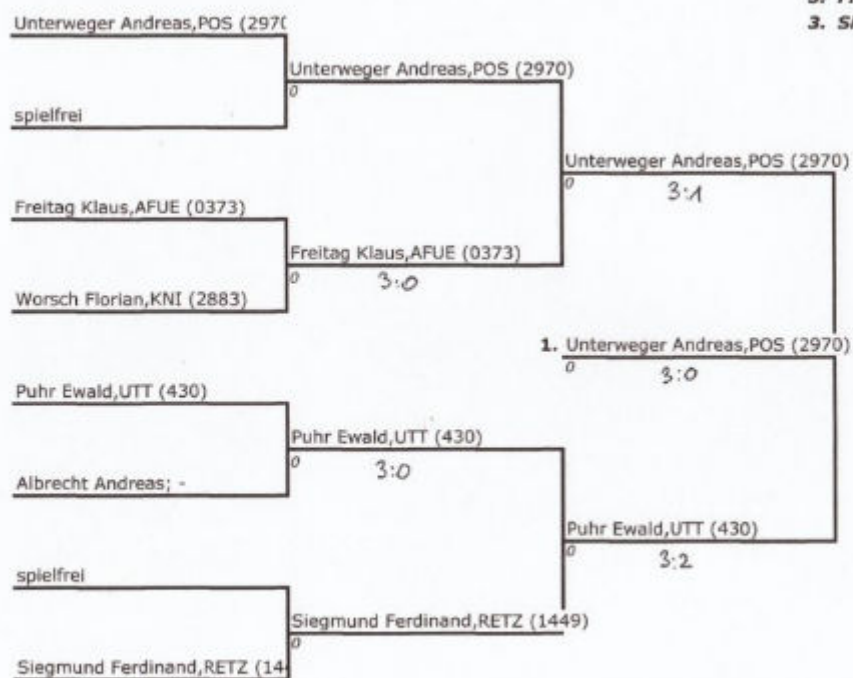 3. S
Unterweger Andreas,POS (297
Unterweger Andreas,POS (2970)
0
spielfrei
Unterweger Andreas,POS (2970)
0
3:1
Freitag Klaus,AFUE (0373)
Freitag Klaus,AFUE (0373)
0
3:0
Worsch Florian,KNI (2883)
1. Unterweger Andreas,POS (2970)
0
3:0
Puhr Ewald,UTT (430)
Puhr Ewald,UTT (430)
0
3:0
Albrecht Andreas; -
Puhr Ewald,UTT (430)
0
3:2
spielfrei
Siegmund Ferdinand,RETZ (1449)
0
Siegmund Ferdinand,RETZ (14